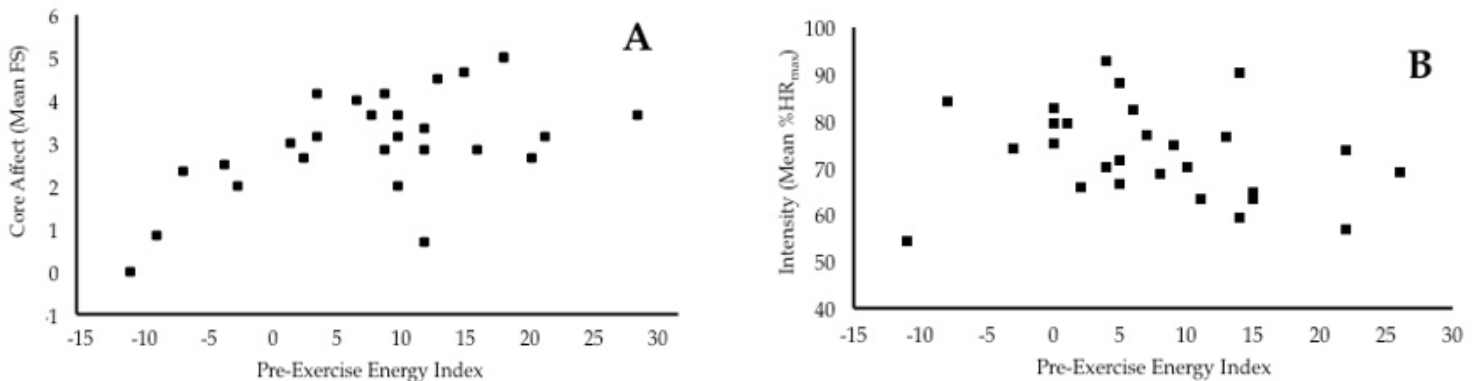 A
Core Affect (Mean FS)
6
5
4
3
2
1
0
-1
-15 -10 -5 0 5 10 15 20 25 30
Pre-Exercise Energy Index
B
Intensity (Mean %HRmax)
100
90
80
70
60
50
40
-15 -10 -5 0 5 10 15 20 25 30
Pre-Exercise Energy Index